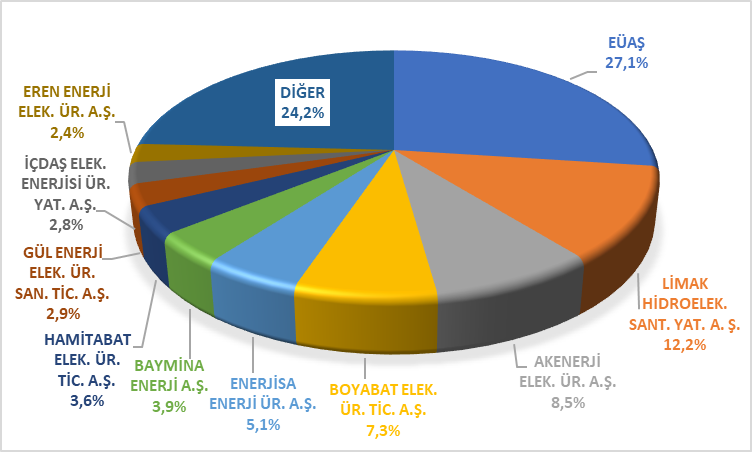 EÜAŞ
27,1%
LİMAK
HİDROELEK.
SANT. YAT. A. Ş.
12,2%
AKENERJİ
ELEK. ÜR. A.Ş.
8,5%
BOYABAT ELEK.
ÜR. TİC. A.Ş.
7,3%
ENERJİSA
ENERJİ ÜR. A.Ş.
5,1%
BAYMİNA
ENERJİ A.Ş.
3,9%
HAMİTABAT
ELEK. ÜR.
TİC. A.Ş.
3,6%
GÜL ENERJİ
ELEK. ÜR.
SAN. TİC. A.Ş.
2,9%
İÇDAŞ ELEK.
ENERJİSİ ÜR.
YAT. A.Ş.
2,8%
EREN ENERJİ
ELEK. ÜR. A.Ş.
2,4%
DİĞER
24,2%